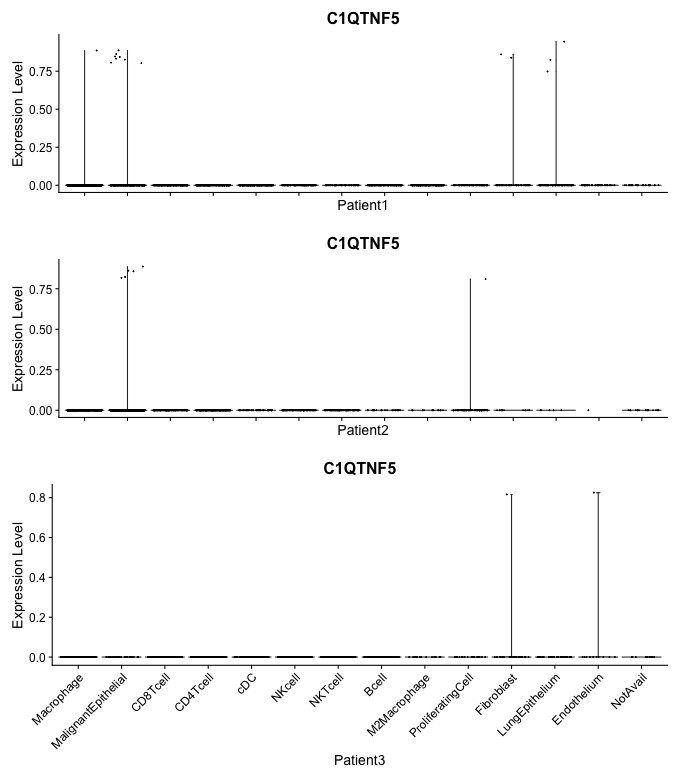 C1QTNF5
Expression Level
0.75
0.50
0.25
0.00
Patient1
C1QTNF5
Expression Level
0.75
0.50
0.25
0.00
Patient2
C1QTNF5
Expression Level
0.8
0.6
0.4
0.2
0.0
Macrophage
MalignantEpithelial
CD8Tcell
CD4Tcell
cDC
NKcell
NKTcell
Bcell
M2Macrophage
ProliferatingCell
Fibroblast
LungEpithelium
Endothelium
NotAvail
Patient3